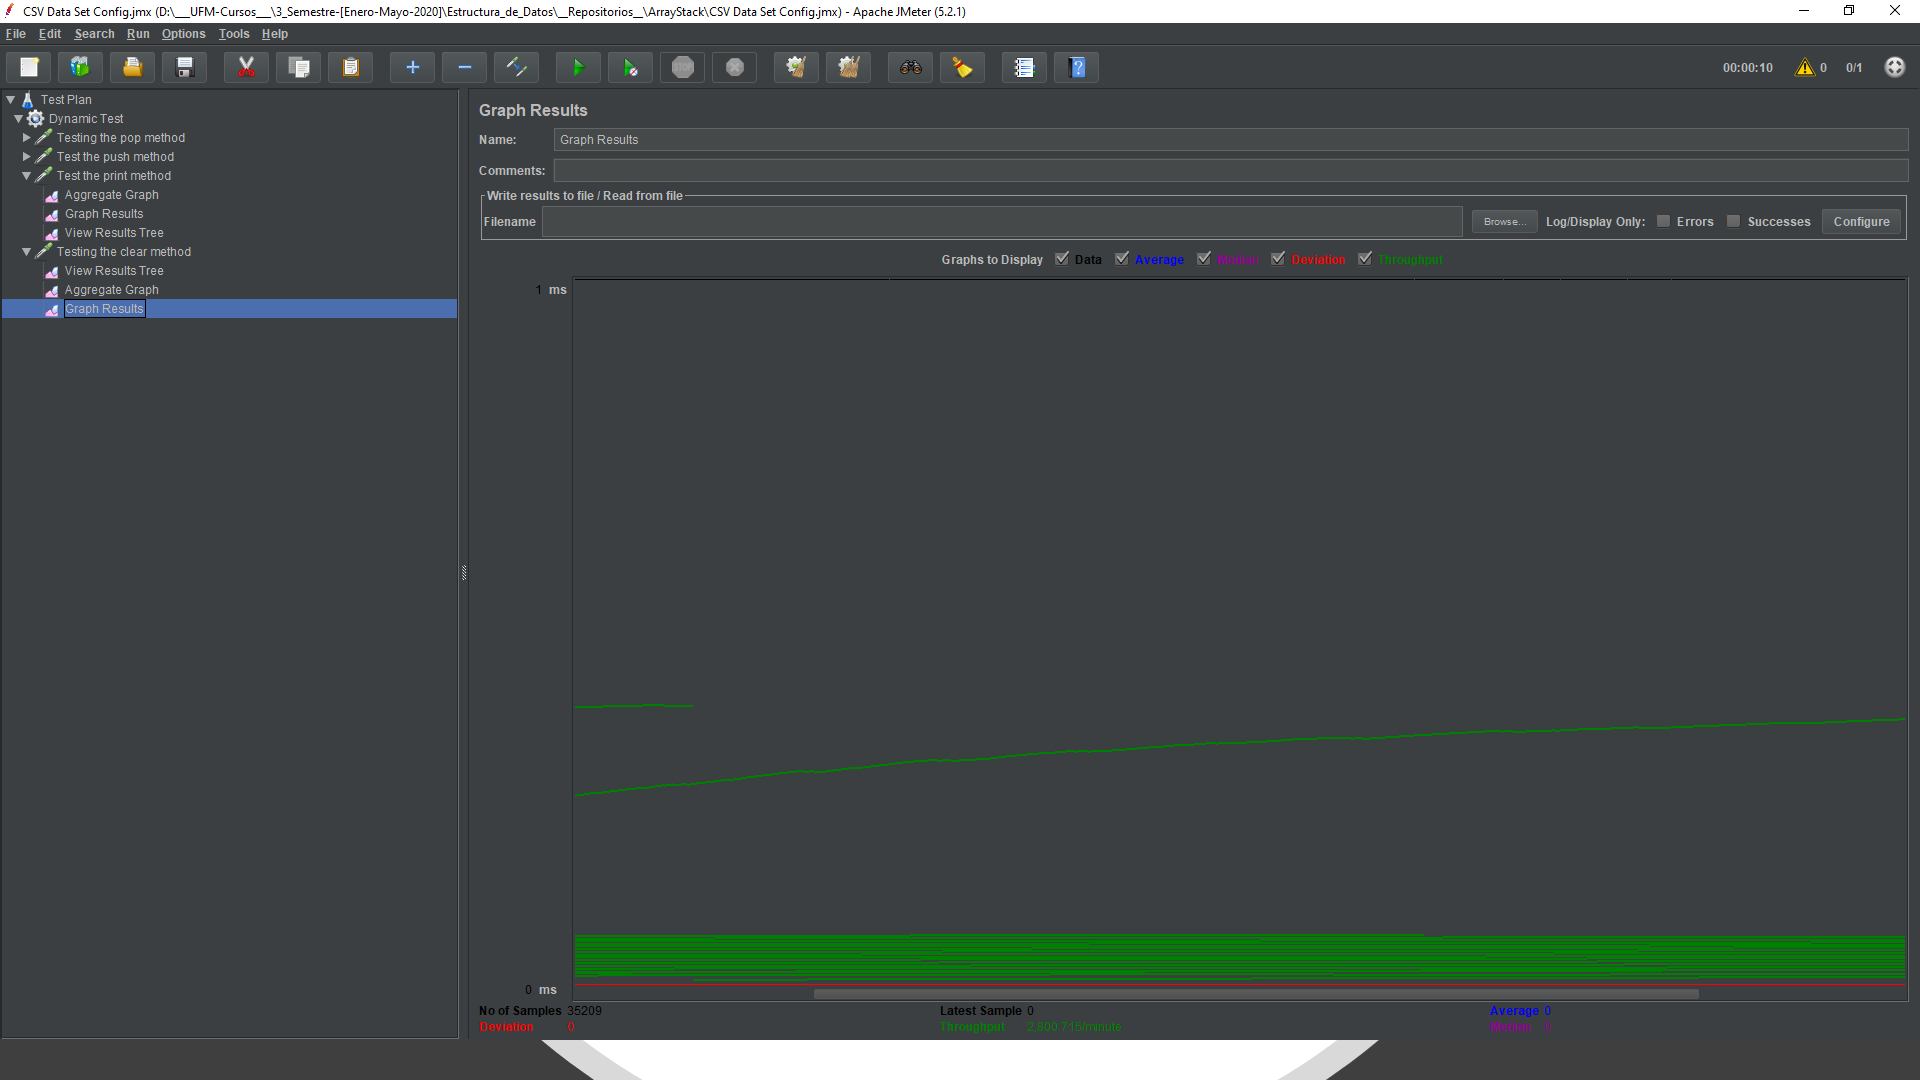 CSV Data Set Config.jmx (D:\___UFM-Cursos___\3_Semestre-[Enero-Mayo-2020]\Estructura_de_Datos\__Repositorios__\ArrayStack\CSV Data Set Config.jmx) - Apache JMeter (5.2.1)
File Edit Search Run Options Tools Help
STOP
00:00:10 0 0/1
Test Plan
Dynamic Test
Testing the pop method
Test the push method
Test the print method
Aggregate Graph
Graph Results
View Results Tree
Testing the clear method
View Results Tree
Aggregate Graph
Graph Results
Graph Results
Name: Graph Results
Comments:
Write results to file / Read from file
Filename Browse... Log/Display Only: Errors Successes Configure
Graphs to Display Data Average Median Deviation Throughput
1 ms
0 ms
No of Samples 35209 Latest Sample 0 Average 0
Deviation 0 Throughput 2,800.715/minute Median 0